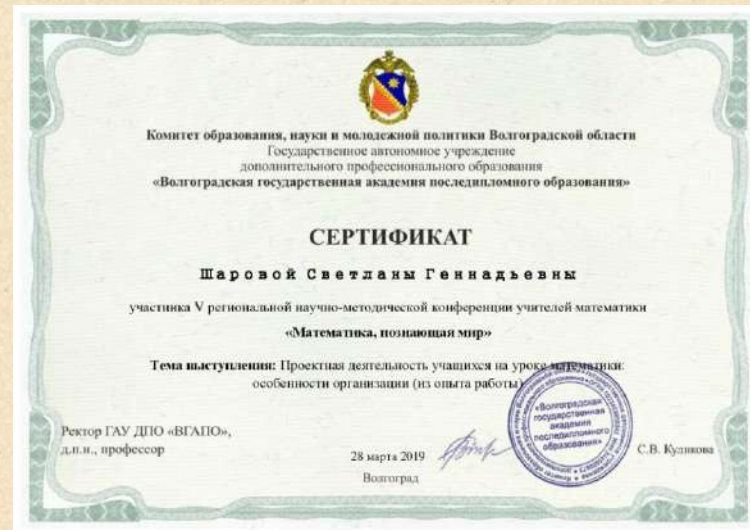 Комитет образования, науки и молодежной политики Волгоградской области
Государственное автономное учреждение
дополнительного профессионального образования
«Волгоградская государственная академия последипломного образования»
СЕРТИФИКАТ
Шаровой Светланы Геннадьевны
участника V региональной научно-методической конференции учителей математики
«Математика, познающая мир»
Тема выступления: Проектная деятельность учащихся на уроке математики:
особенности организации (из опыта работы)
«Волгоградская
государственная
академия
последипломного
образования»
Ректор ГАУ ДПО «ВГАПО»,
д.п.н., профессор
28 марта 2019
С.В. Куликова
Волгоград